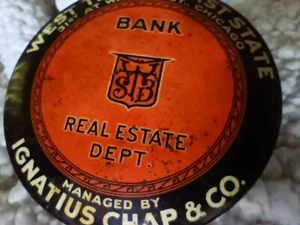 WEST
STATE
CHICAGO
BANK
REAL ESTATE
DEPT.
MANAGED BY
IGNATIUS CHAP & CO.